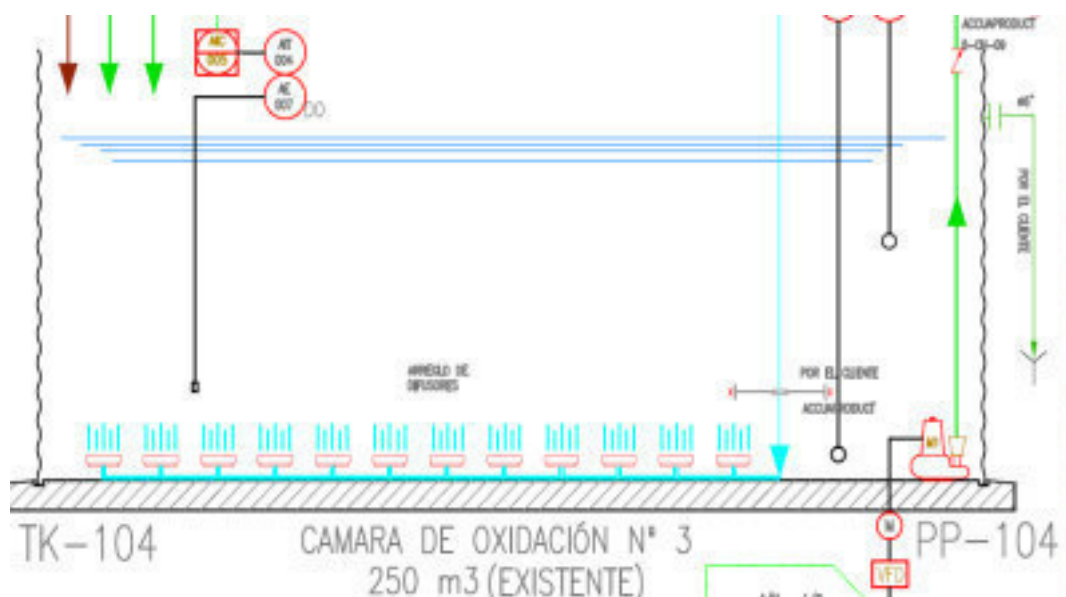 ACCUAPRODUCT
AIC
005
AIT
004
AE
007
DO.
POR EL CLIENTE
ARREGLO DE
DIFUSORES
POR EL CLIENTE
ACCUAPRODUCT
M
TK-104
CAMARA DE OXIDACIÓN N° 3
250 m3 (EXISTENTE)
PP-104
VFD